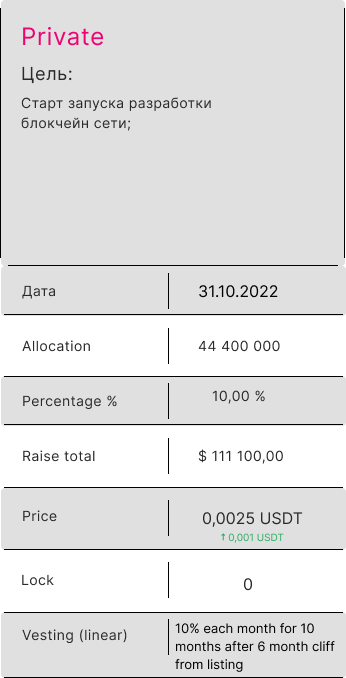 Private
Цель:
Старт запуска разработки
блокчейн сети;
Дата 31.10.2022
Allocation 44 400 000
Percentage % 10,00 %
Raise total $ 111 100,00
Price 0,0025 USDT
↑ 0,001 USDT
Lock 0
Vesting (linear) 10% each month for 10
months after 6 month cliff
from listing